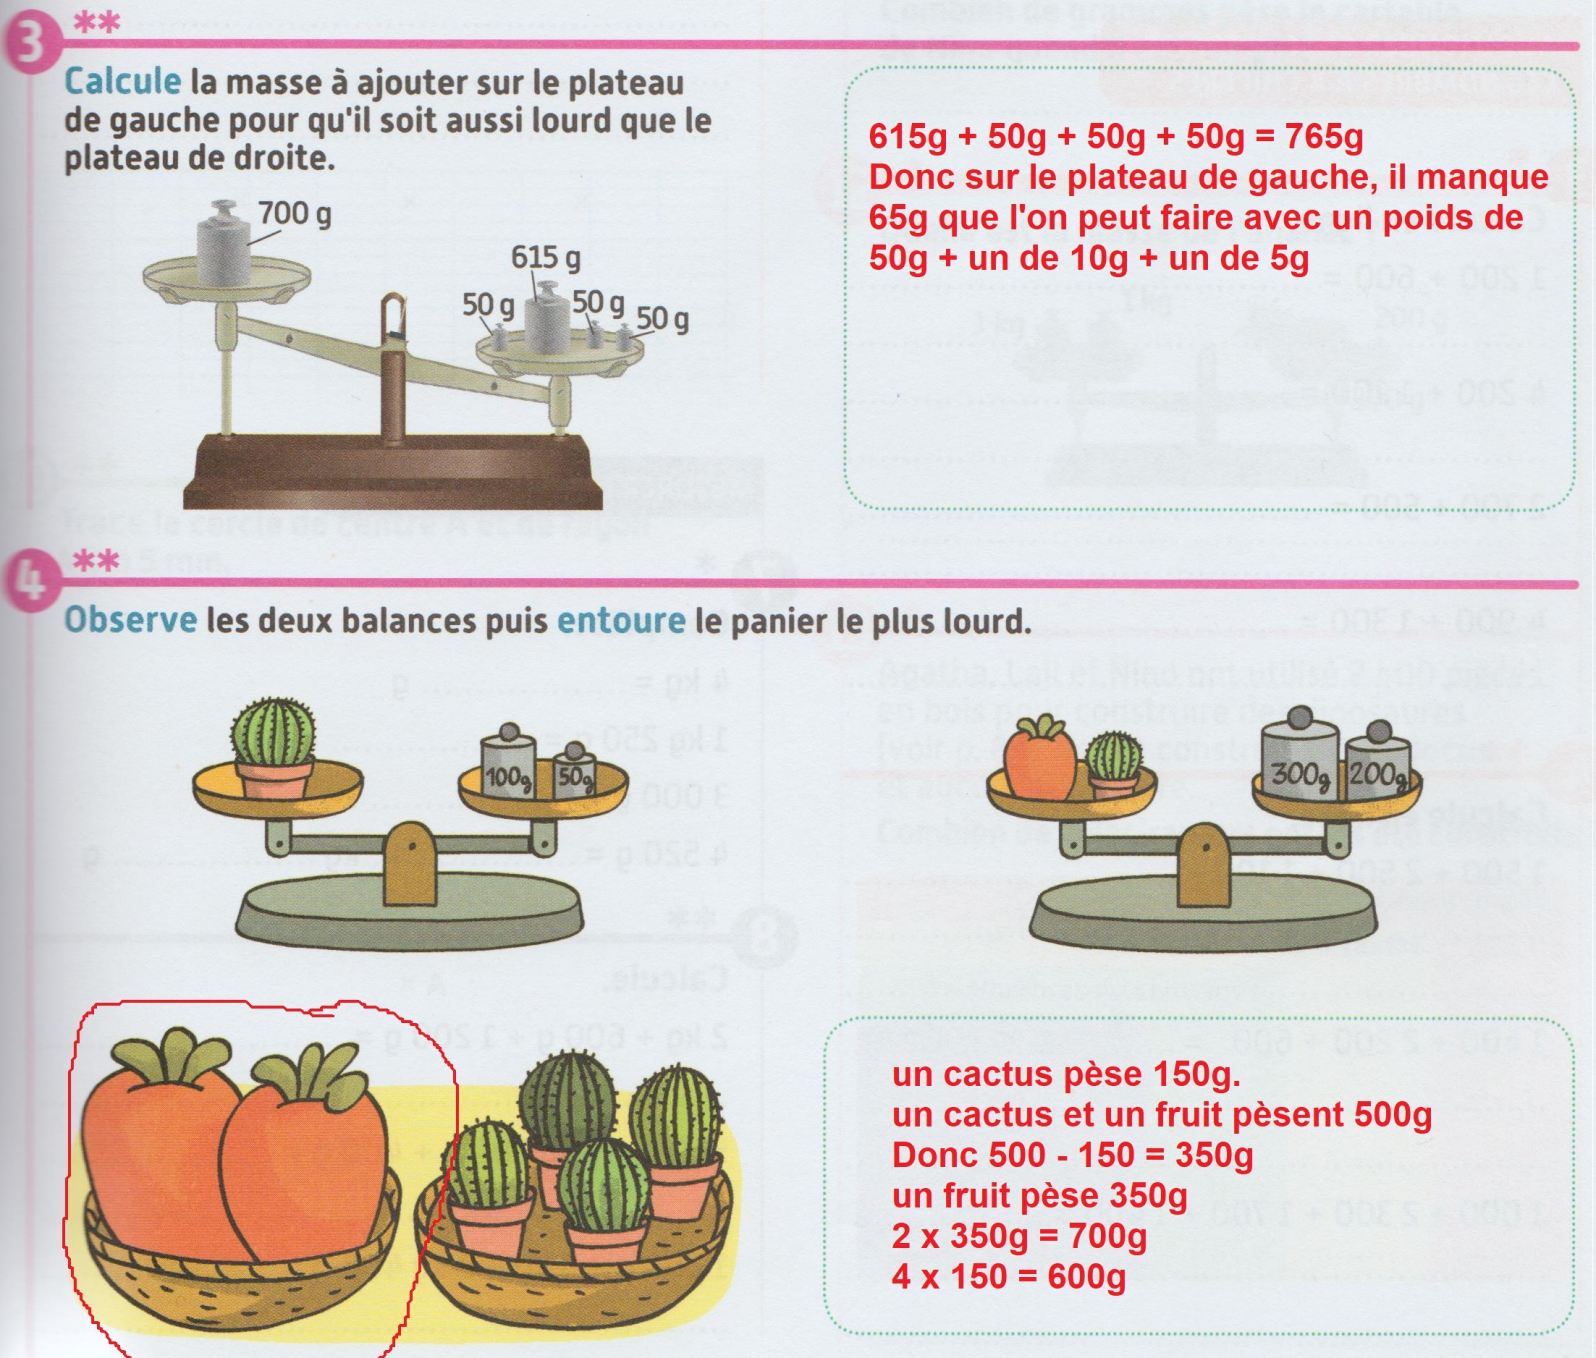 3 **
Calcule la masse à ajouter sur le plateau
de gauche pour qu'il soit aussi lourd que le
plateau de droite.
700 g
615 g
50 g
50 g
50 g
615g + 50g + 50g + 50g = 765g
Donc sur le plateau de gauche, il manque
65g que l'on peut faire avec un poids de
50g + un de 10g + un de 5g
4 **
Observe les deux balances puis entoure le panier le plus lourd.
100g
50g
300g
200g
un cactus pèse 150g.
un cactus et un fruit pèsent 500g
Donc 500 - 150 = 350g
un fruit pèse 350g
2 x 350g = 700g
4 x 150 = 600g